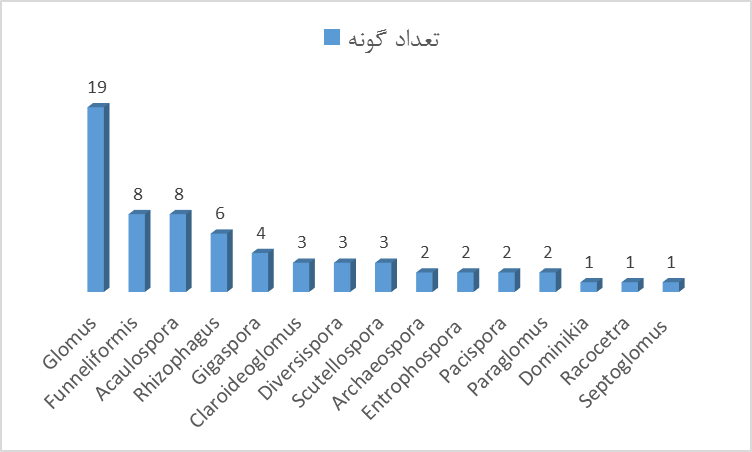 تعداد گونه
19
8
8
6
4
3
3
3
2
2
2
2
1
1
1
Glomus
Funneliformis
Acaulospora
Rhizophagus
Gigaspora
Claroideoglomus
Diversispora
Scutellospora
Archaeospora
Entrophospora
Pacispora
Paraglomus
Dominikia
Racocetra
Septoglomus